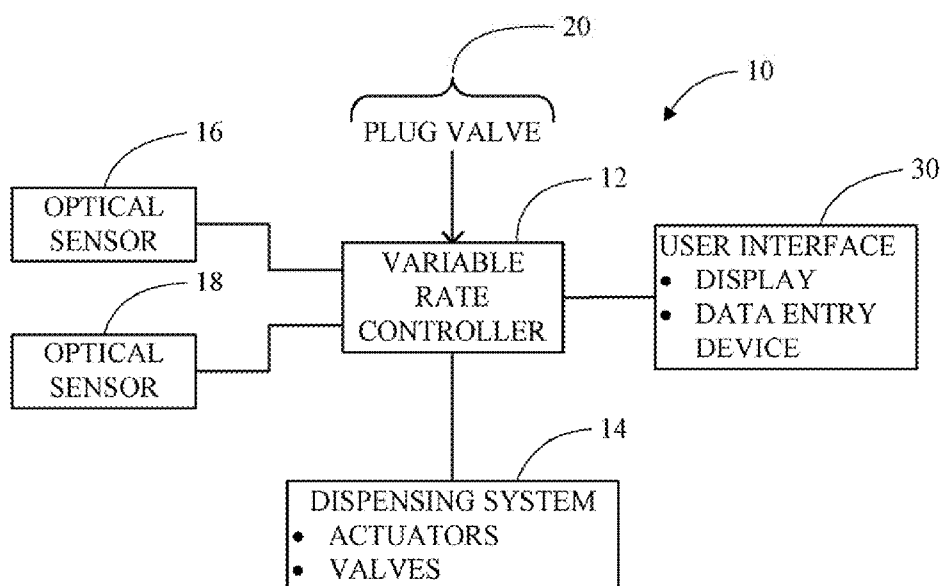 20
10
PLUG VALVE
16
OPTICAL
SENSOR
12
VARIABLE
RATE
CONTROLLER
30
USER INTERFACE
• DISPLAY
• DATA ENTRY
DEVICE
18
OPTICAL
SENSOR
14
DISPENSING SYSTEM
• ACTUATORS
• VALVES